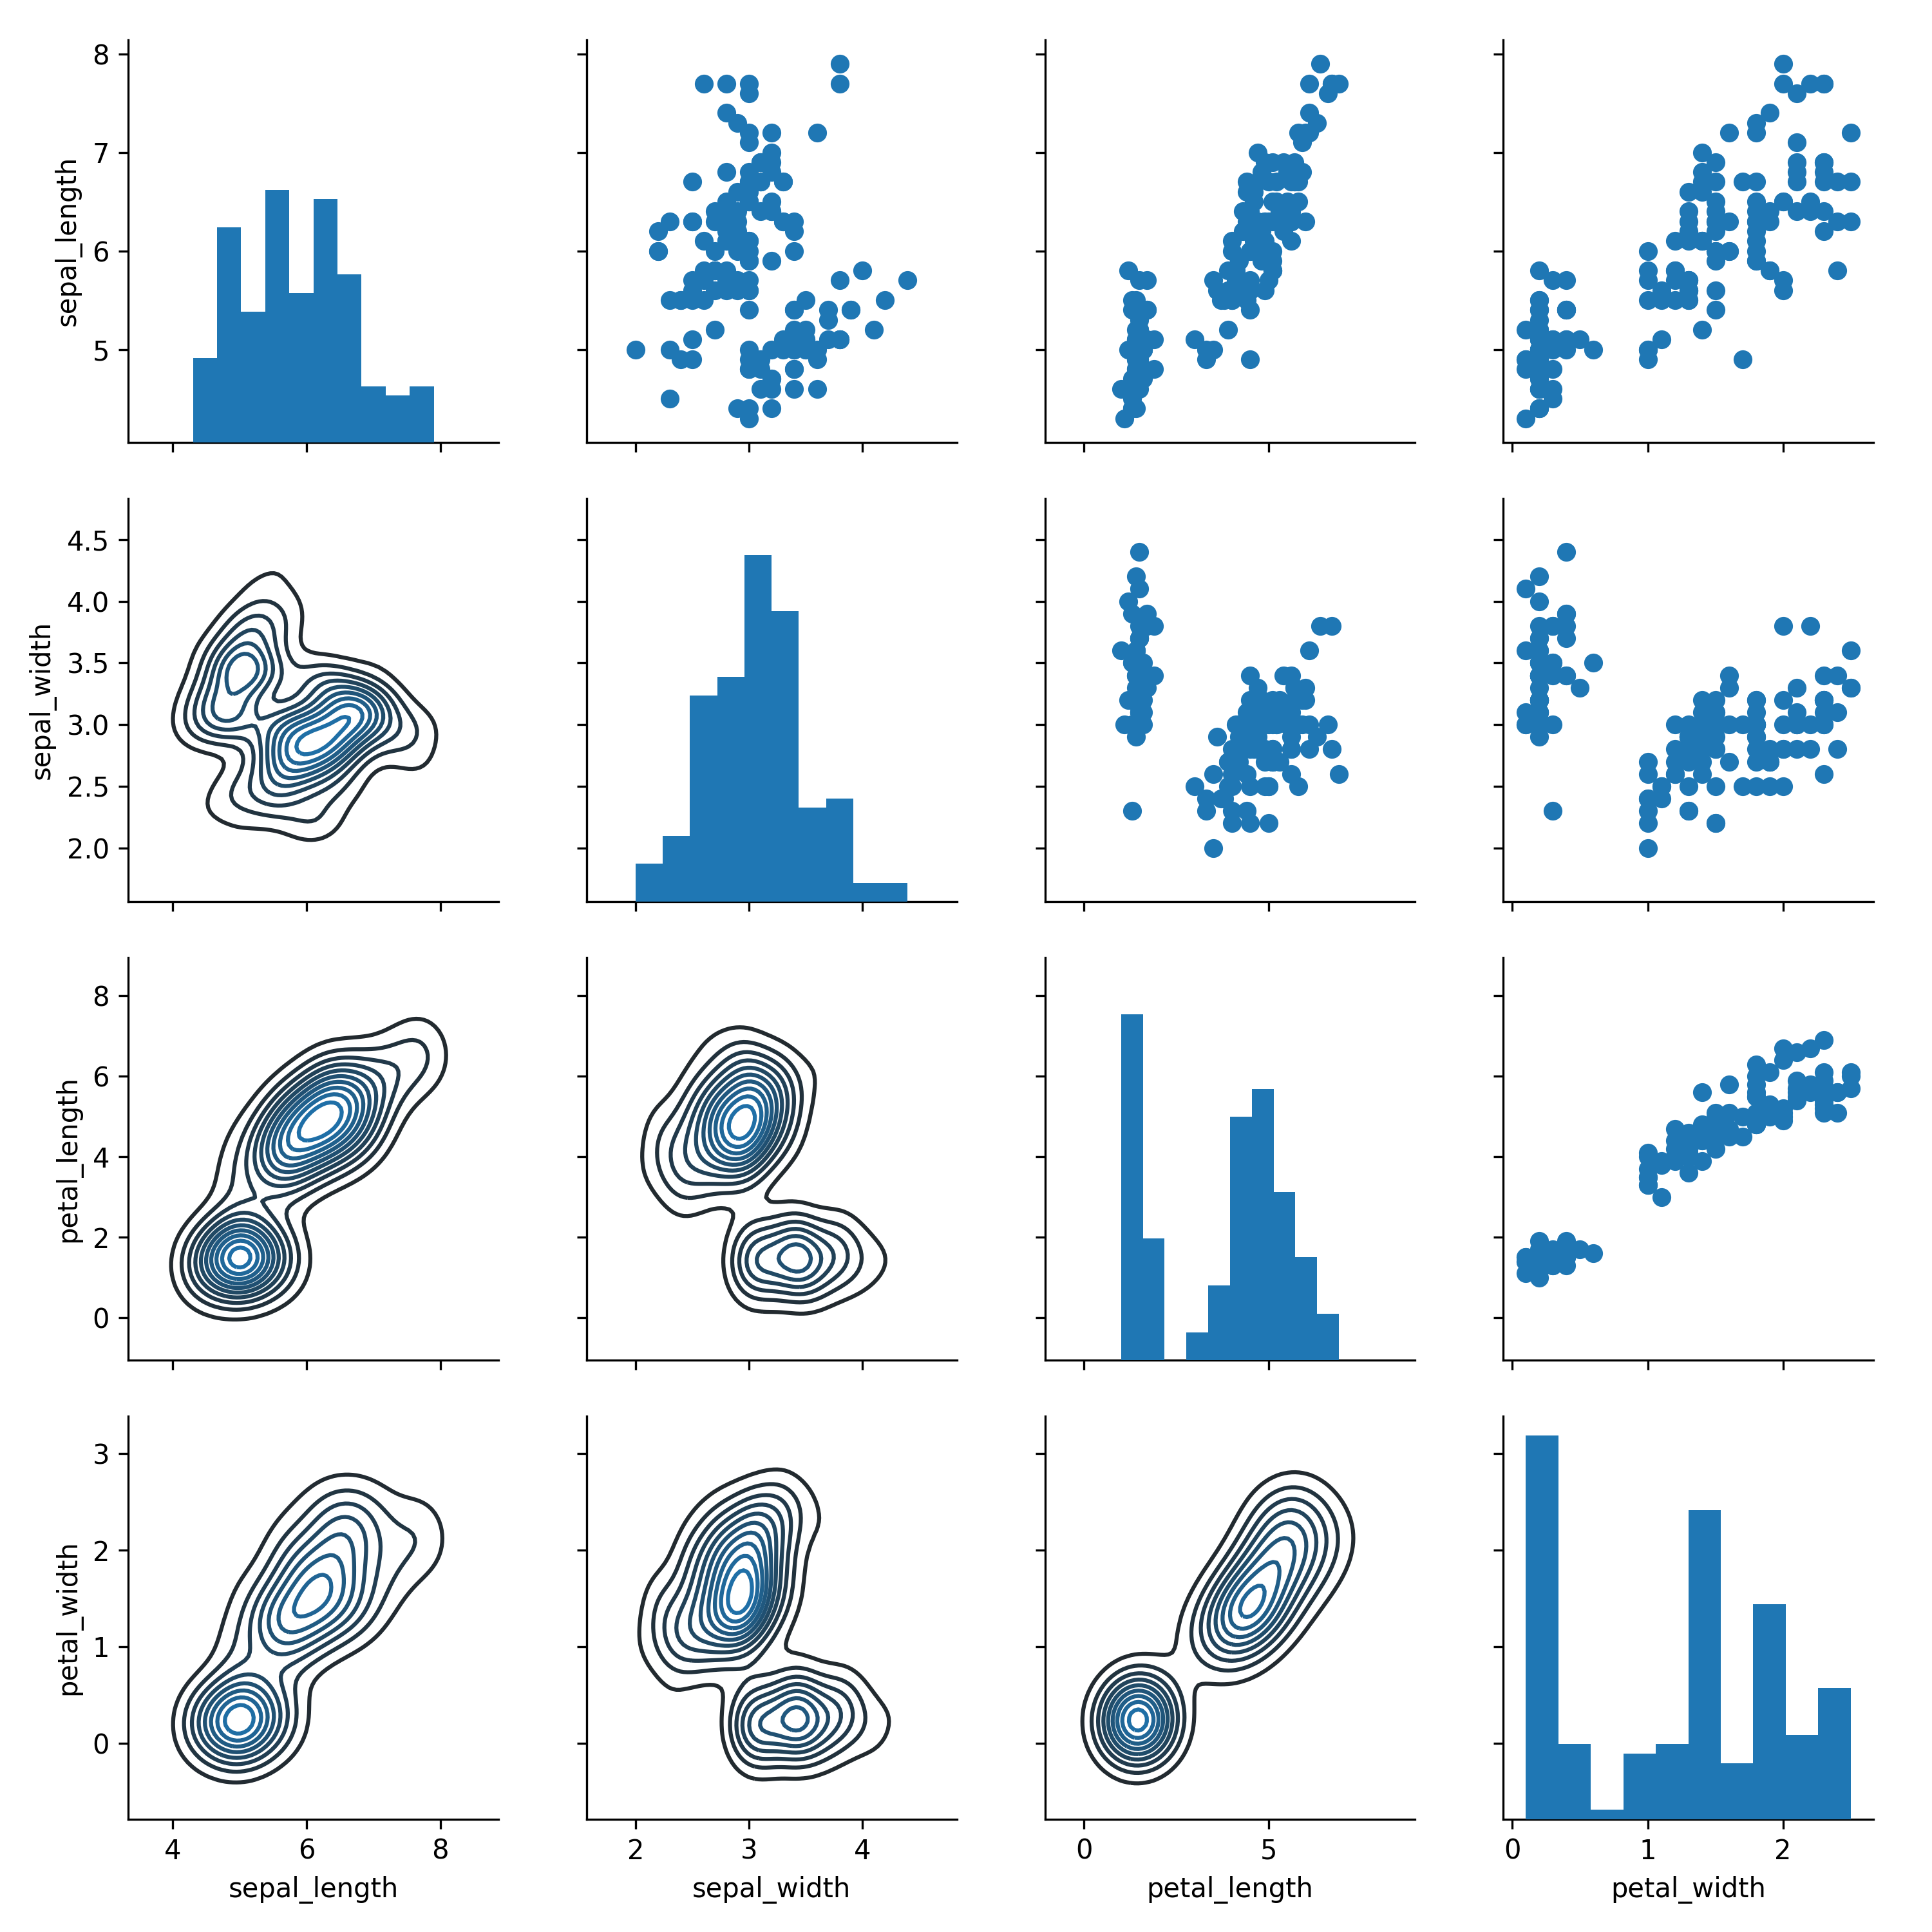 8
7
6
5
sepal_length
4.5
4.0
3.5
3.0
2.5
2.0
sepal_width
8
6
4
2
0
petal_length
3
2
1
0
petal_width
4 6 8
2 3 4
0 5
0 1 2
sepal_length
sepal_width
petal_length
petal_width